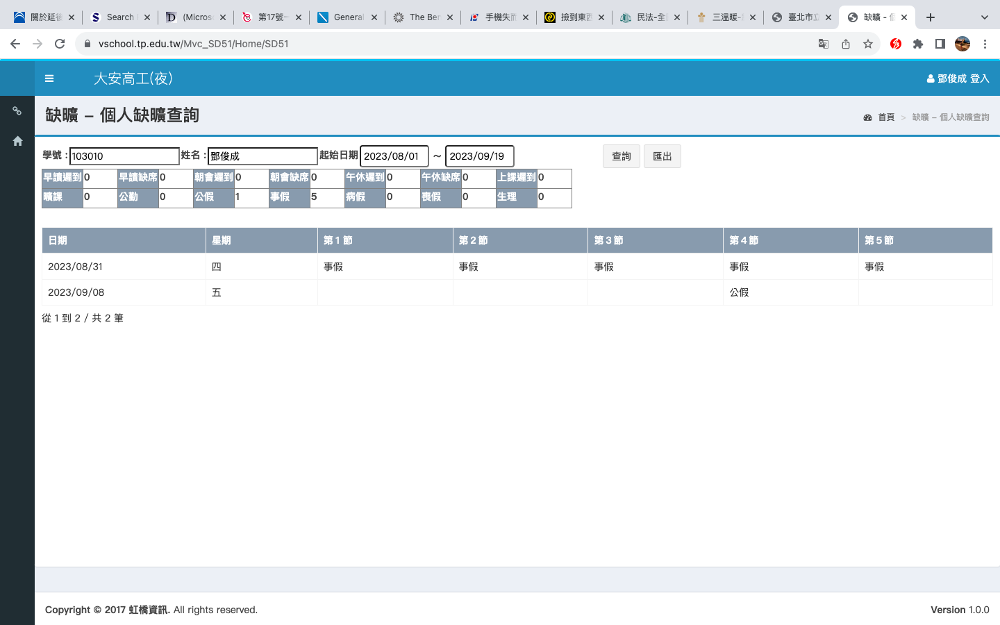 關於延後 Search (Micros 第17號一 General The Ber 手機失而 撿到東西 民法-全 三溫暖- 臺北市立 缺曠 -
vschool.tp.edu.tw/Mvc_SD51/Home/SD51
大安高工(夜) 鄧俊成 登入
缺曠 – 個人缺曠查詢 首頁 > 缺曠 – 個人缺曠查詢
學號：103010 姓名：鄧俊成 起始日期 2023/08/01 ～ 2023/09/19 查詢 匯出
早讀遲到 0 早讀缺席 0 朝會遲到 0 朝會缺席 0 午休遲到 0 午休缺席 0 上課遲到 0
曠課 0 公勤 0 公假 1 事假 5 病假 0 喪假 0 生理 0
日期 星期 第 1 節 第 2 節 第 3 節 第 4 節 第 5 節
2023/08/31 四 事假 事假 事假 事假 事假
2023/09/08 五 公假
從 1 到 2 / 共 2 筆
Copyright © 2017 虹橋資訊. All rights reserved. Version 1.0.0